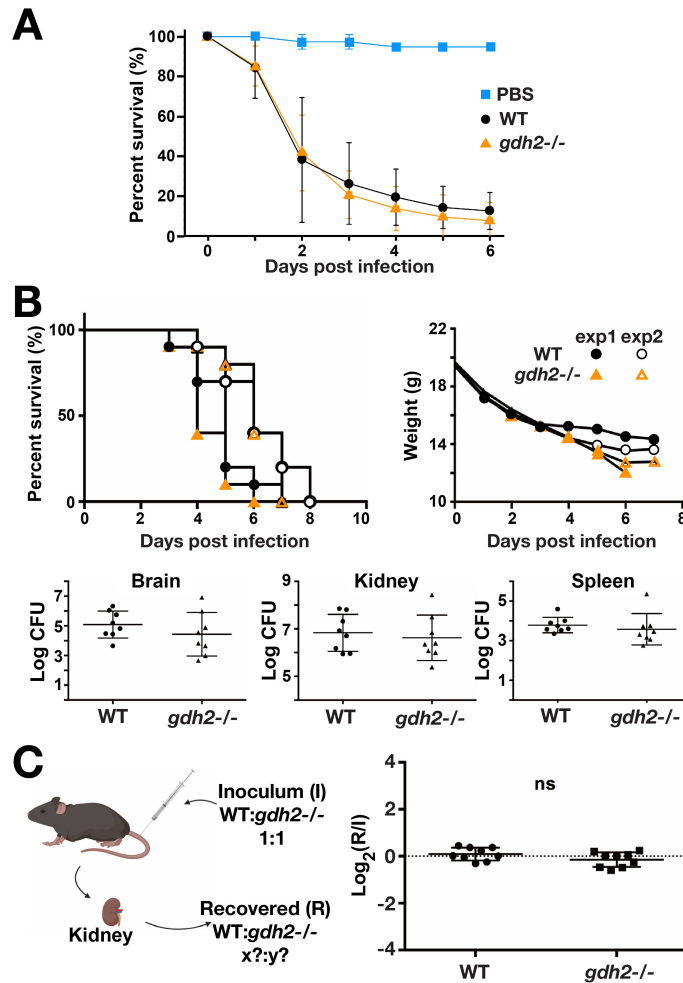 A
Percent survival (%)
100
80
60
40
20
0
0
2
4
6
Days post infection
PBS
WT
gdh2-/-
B
Percent survival (%)
100
50
0
0
2
4
6
8
10
Days post infection
Weight (g)
22
18
14
10
0
2
4
6
8
Days post infection
exp1 exp2
WT
gdh2-/-
Brain
Log CFU
7
5
3
1
WT
gdh2-/-
Kidney
Log CFU
9
7
5
WT
gdh2-/-
Spleen
Log CFU
5
3
1
WT
gdh2-/-
C
Inoculum (I)
WT:gdh2-/-
1:1
Kidney
Recovered (R)
WT:gdh2-/-
x?:y?
Log2(R/I)
4
2
0
-2
-4
ns
WT
gdh2-/-